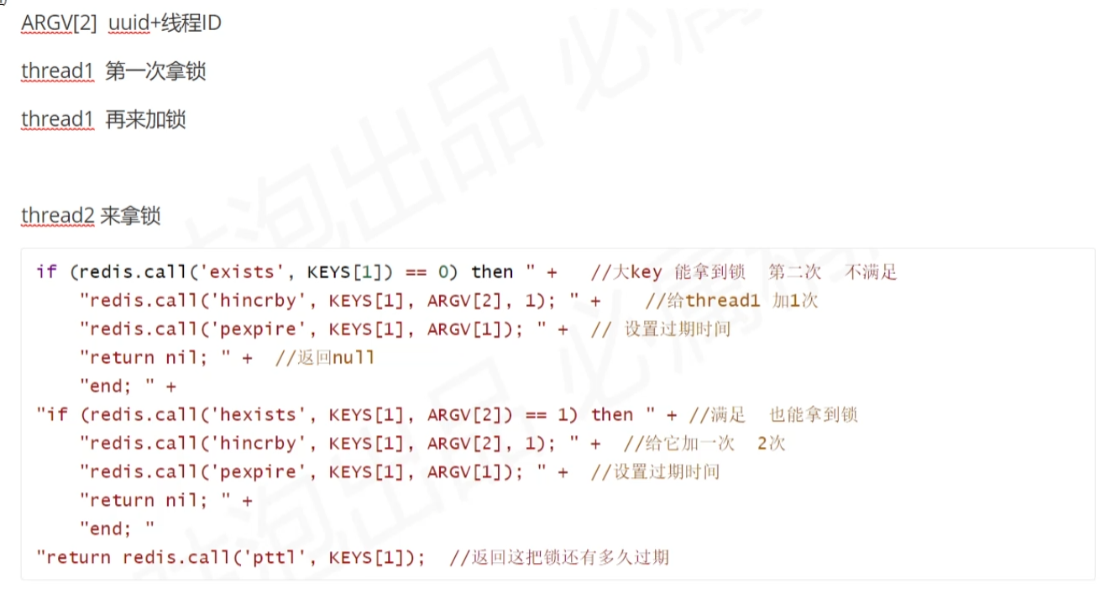 ARGV[2] uuid+线程ID
thread1 第一次拿锁
thread1 再来加锁
thread2 来拿锁
if (redis.call('exists', KEYS[1]) == 0) then " + //大key 能拿到锁 第二次 不满足
"redis.call('hincrby', KEYS[1], ARGV[2], 1); " + //给thread1 加1次
"redis.call('pexpire', KEYS[1], ARGV[1]); " + // 设置过期时间
"return nil; " + //返回null
"end; " +
"if (redis.call('hexists', KEYS[1], ARGV[2]) == 1) then " + //满足 也能拿到锁
"redis.call('hincrby', KEYS[1], ARGV[2], 1); " + //给它加一次 2次
"redis.call('pexpire', KEYS[1], ARGV[1]); " + //设置过期时间
"return nil; " +
"end; "
"return redis.call('pttl', KEYS[1]); //返回这把锁还有多久过期